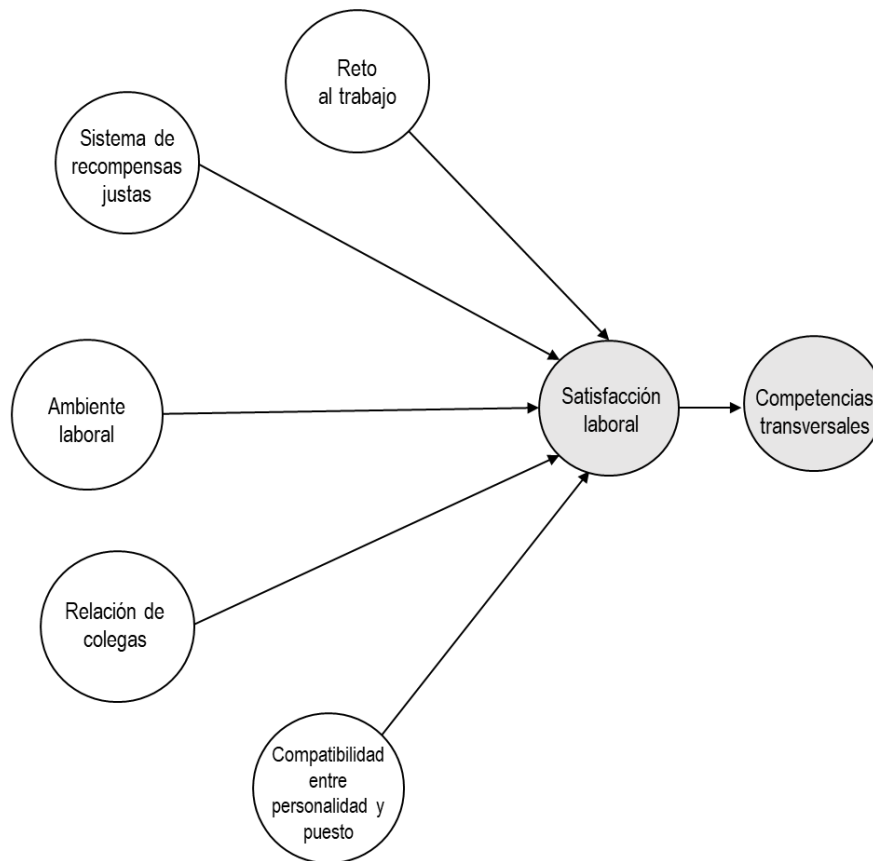 Reto
al trabajo
Sistema de
recompensas
justas
Ambiente
laboral
Satisfacción
laboral
Competencias
transversales
Relación de
colegas
Compatibilidad
entre
personalidad y
puesto